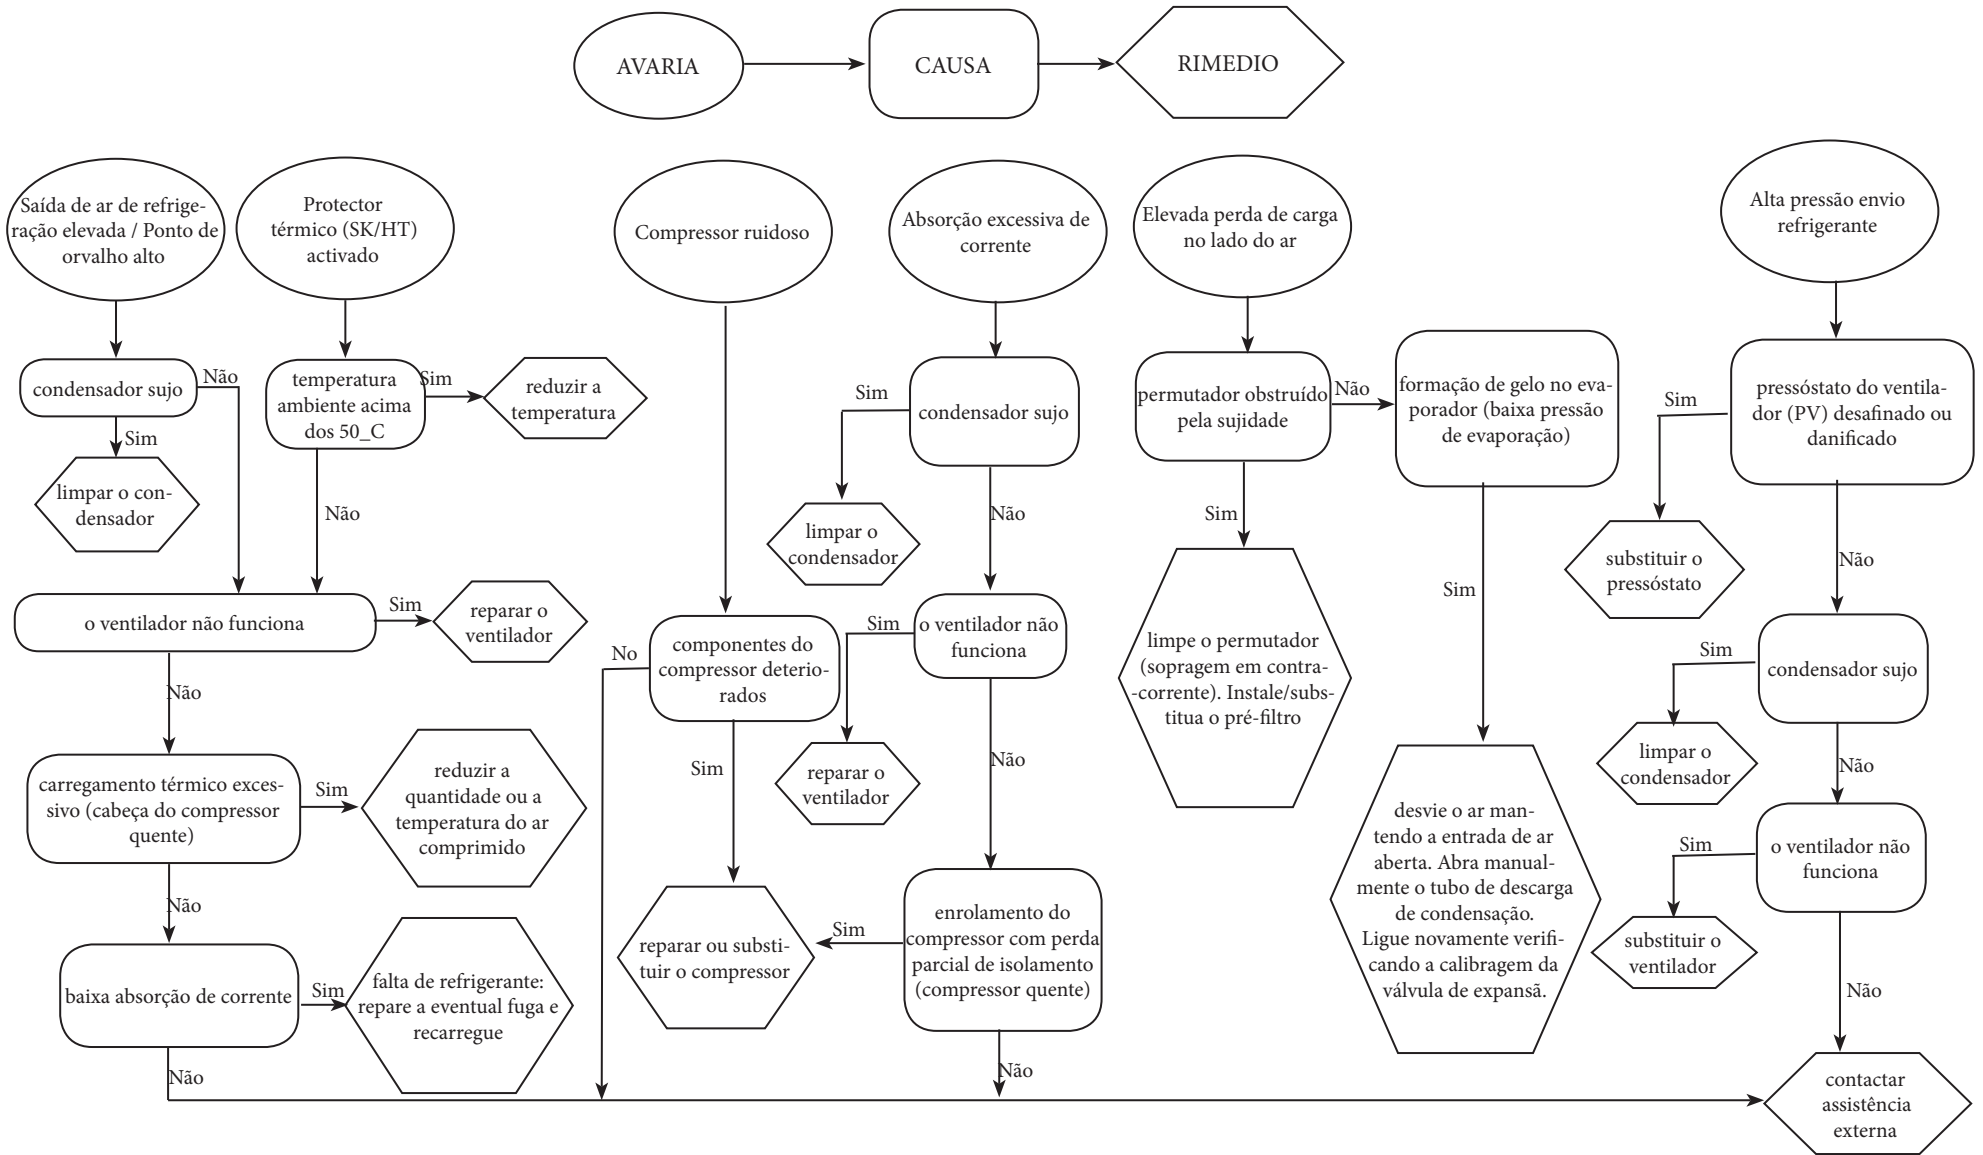 AVARIA
CAUSA
RIMEDIO
Saída de ar de refrige-
ração elevada / Ponto de
orvalho alto
Protector
térmico (SK/HT)
activado
Compressor ruidoso
Absorção excessiva de
corrente
Elevada perda de carga
no lado do ar
Alta pressão envio
refrigerante
condensador sujo
Não
Sim
limpar o con-
densador
temperatura
ambiente acima
dos 50_C
Sim
reduzir a
temperatura
Não
o ventilador não funciona
Sim
reparar o
ventilador
Não
carregamento térmico exces-
sivo (cabeça do compressor
quente)
Sim
reduzir a
quantidade ou a
temperatura do ar
comprimido
Não
baixa absorção de corrente
Sim
falta de refrigerante:
repare a eventual fuga e
recarregue
Não
componentes do
compressor deterio-
rados
No
Sim
reparar ou substi-
tuir o compressor
condensador sujo
Sim
limpar o
condensador
Não
o ventilador não
funciona
Sim
reparar o
ventilador
Não
enrolamento do
compressor com perda
parcial de isolamento
(compressor quente)
Sim
Não
permutador obstruído
pela sujidade
Não
Sim
limpe o permutador
(sopragem em contra-
-corrente). Instale/subs-
titua o pré-filtro
formação de gelo no eva-
porador (baixa pressão
de evaporação)
Sim
desvie o ar man-
tendo a entrada de ar
aberta. Abra manual-
mente o tubo de descarga
de condensação.
Ligue novamente verifi-
cando a calibragem da
válvula de expansã.
pressóstato do ventila-
dor (PV) desafinado ou
danificado
Sim
substituir o
pressóstato
Não
condensador sujo
Sim
limpar o
condensador
Não
o ventilador não
funciona
Sim
substituir o
ventilador
Não
contactar
assistência
externa